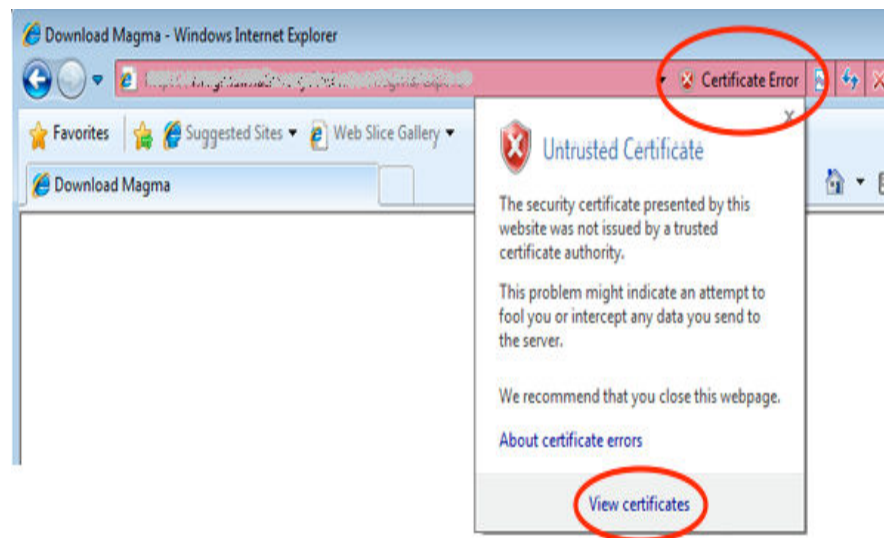 Download Magma - Windows Internet Explorer
Certificate Error
Favorites Suggested Sites Web Slice Gallery
Download Magma
Untrusted Certificate
The security certificate presented by this
website was not issued by a trusted
certificate authority.
This problem might indicate an attempt to
fool you or intercept any data you send to
the server.
We recommend that you close this webpage.
About certificate errors
View certificates